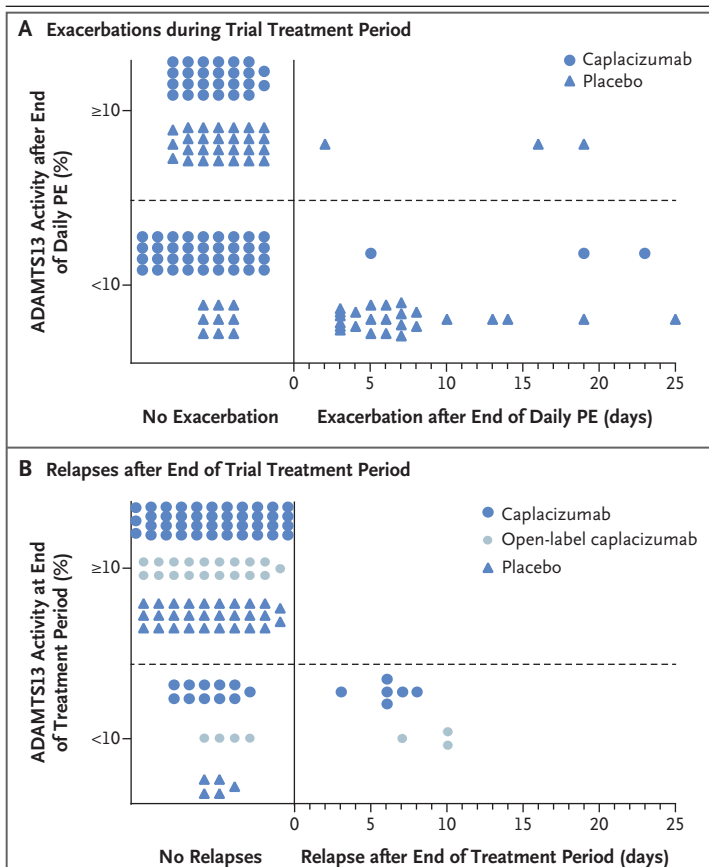 A Exacerbations during Trial Treatment Period
Caplacizumab
Placebo
ADAMTS13 Activity after End
of Daily PE (%)
≥10
<10
0 5 10 15 20 25
No Exacerbation Exacerbation after End of Daily PE (days)
B Relapses after End of Trial Treatment Period
Caplacizumab
Open-label caplacizumab
Placebo
ADAMTS13 Activity at End
of Treatment Period (%)
≥10
<10
0 5 10 15 20 25
No Relapses Relapse after End of Treatment Period (days)